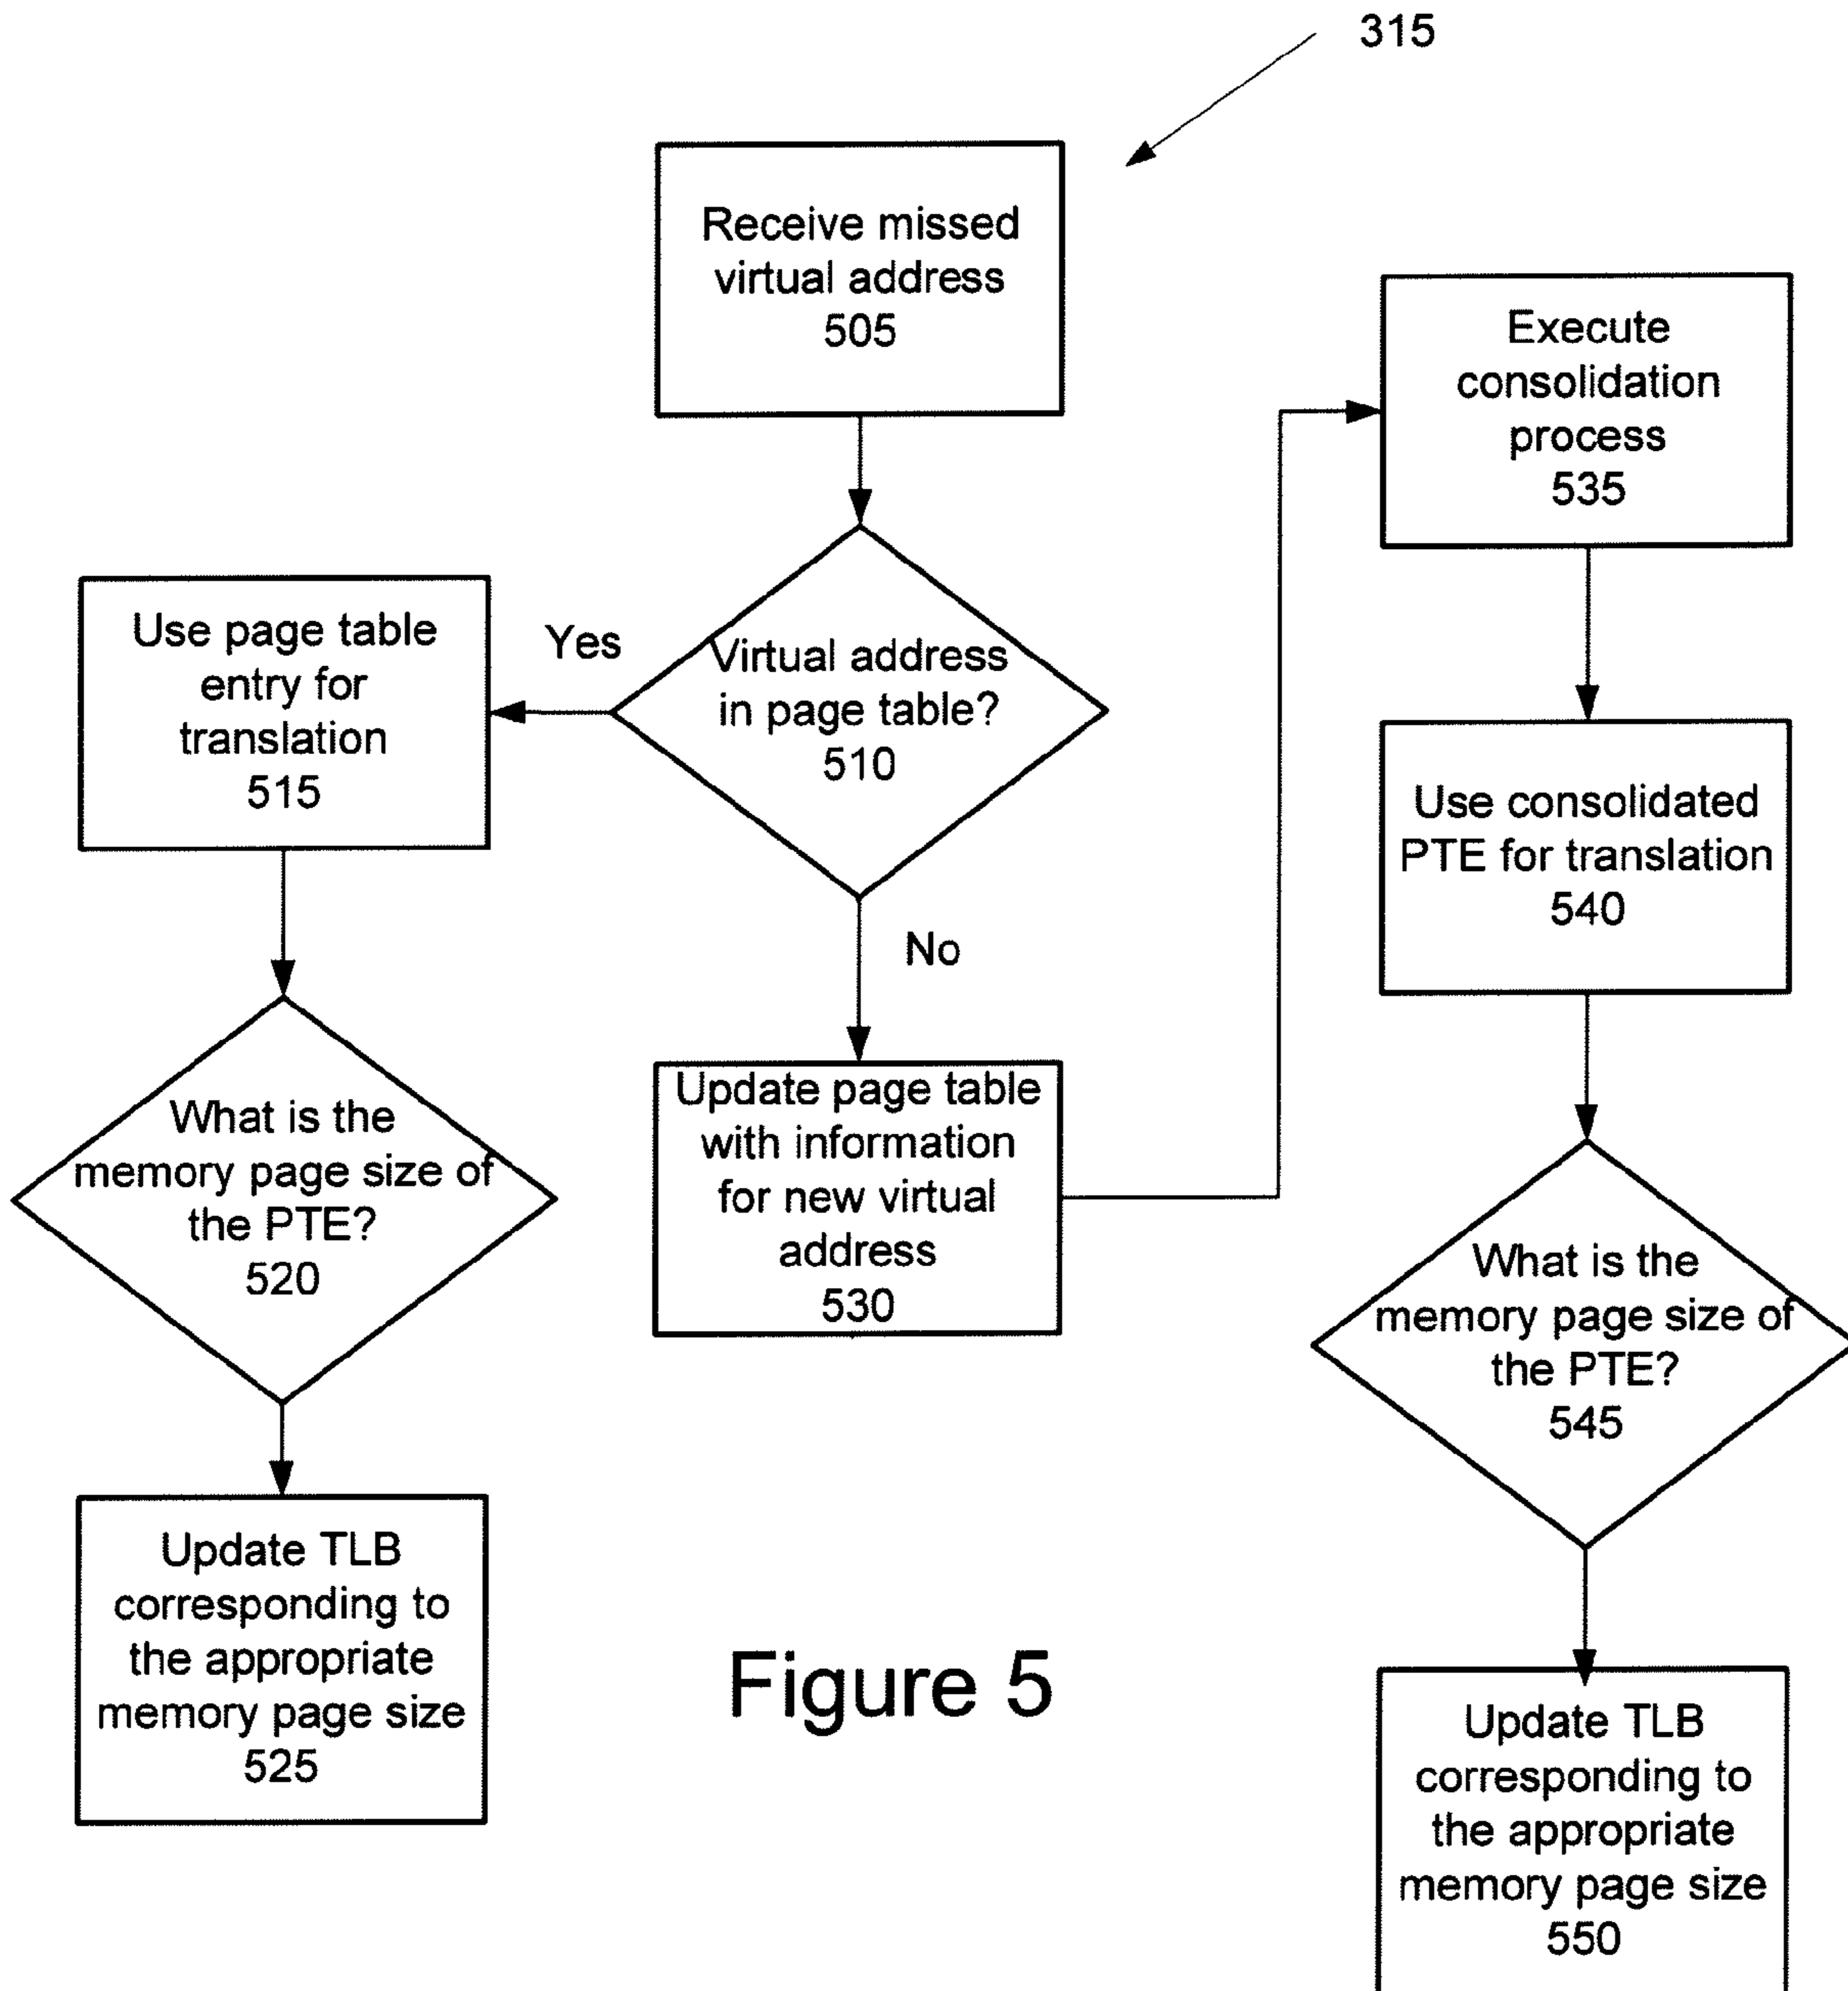 315
Receive missed
virtual address
505
Virtual address
in page table?
510
Yes
No
Use page table
entry for
translation
515
What is the
memory page size of
the PTE?
520
Update TLB
corresponding to
the appropriate
memory page size
525
Update page table
with information
for new virtual
address
530
Execute
consolidation
process
535
Use consolidated
PTE for translation
540
What is the
memory page size of
the PTE?
545
Update TLB
corresponding to
the appropriate
memory page size
550
Figure 5